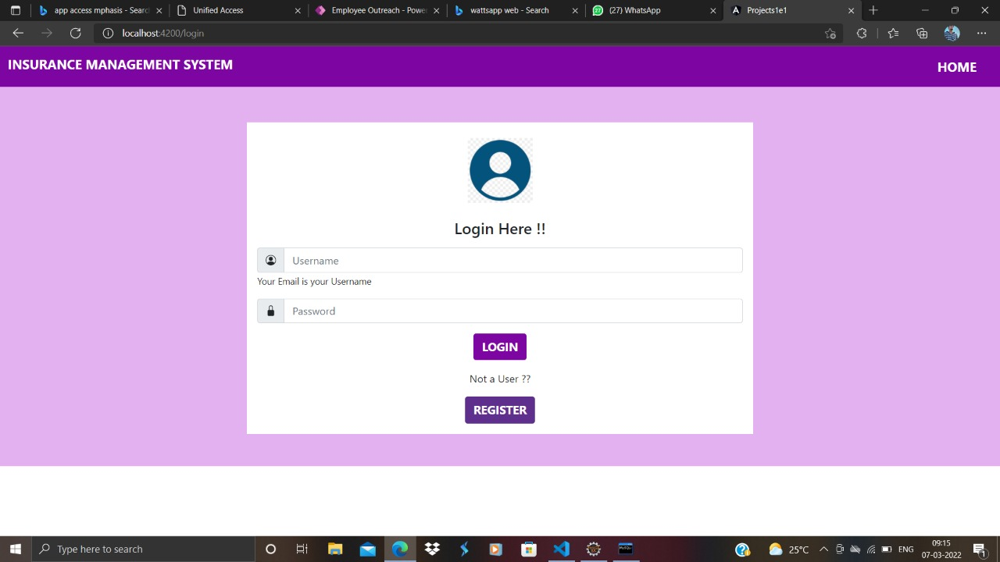 app access mphasis - Searc
Unified Access
Employee Outreach - Powe
wattsapp web - Search
(27) WhatsApp
Projects1e1
localhost:4200/login
INSURANCE MANAGEMENT SYSTEM
HOME
Login Here !!
Username
Your Email is your Username
Password
LOGIN
Not a User ??
REGISTER
Type here to search
25°C
ENG
09:15
07-03-2022